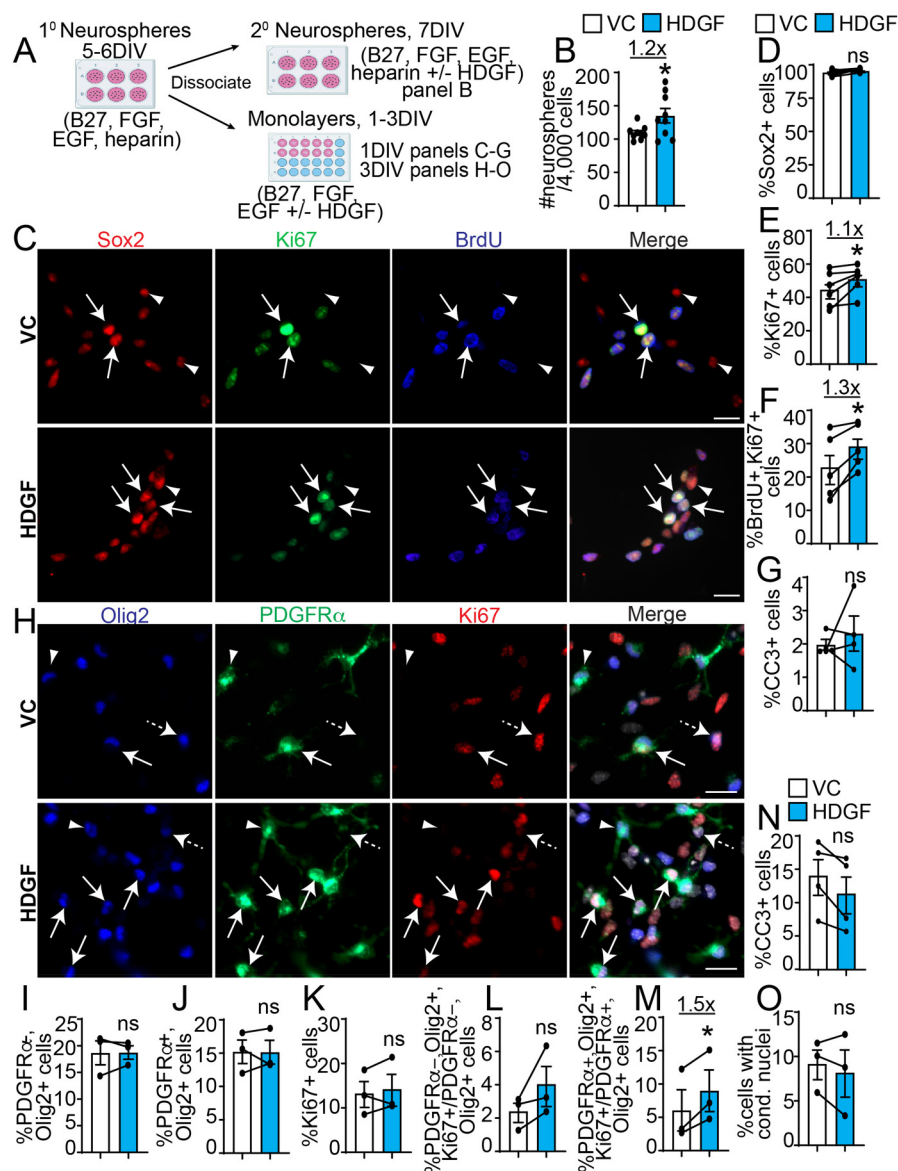 A
1⁰ Neurospheres
5-6DIV
(B27, FGF,
EGF, heparin)
Dissociate
2⁰ Neurospheres, 7DIV
(B27, FGF, EGF,
heparin +/- HDGF)
panel B
Monolayers, 1-3DIV
1DIV panels C-G
3DIV panels H-O
(B27, FGF,
EGF +/- HDGF)
VC HDGF
B
1.2x
*
#neurospheres
/4,000 cells
200
150
100
50
0
VC HDGF
D
ns
%Sox2+ cells
100
50
0
C
Sox2 Ki67 BrdU Merge
VC
HDGF
E
1.1x
*
%Ki67+ cells
80
60
40
20
0
F
1.3x
*
%BrdU+,Ki67+
cells
40
30
20
10
0
G
ns
%CC3+ cells
4
2
0
H
Olig2 PDGFRα Ki67 Merge
VC
HDGF
VC
HDGF
N
ns
%CC3+ cells
20
15
10
5
0
I
ns
%PDGFRα-,
Olig2+ cells
25
20
15
10
5
0
J
ns
%PDGFRα+,
Olig2+ cells
20
15
10
5
0
K
ns
%Ki67+ cells
30
20
10
0
L
ns
%PDGFRα-,Olig2+,
Ki67+/PDGFRα-,
Olig2+ cells
8
6
4
2
0
M
1.5x
*
%PDGFRα+,Olig2+,
Ki67+/PDGFRα+,
Olig2+ cells
20
15
10
5
0
O
ns
%cells with
cond. nuclei
15
10
5
0